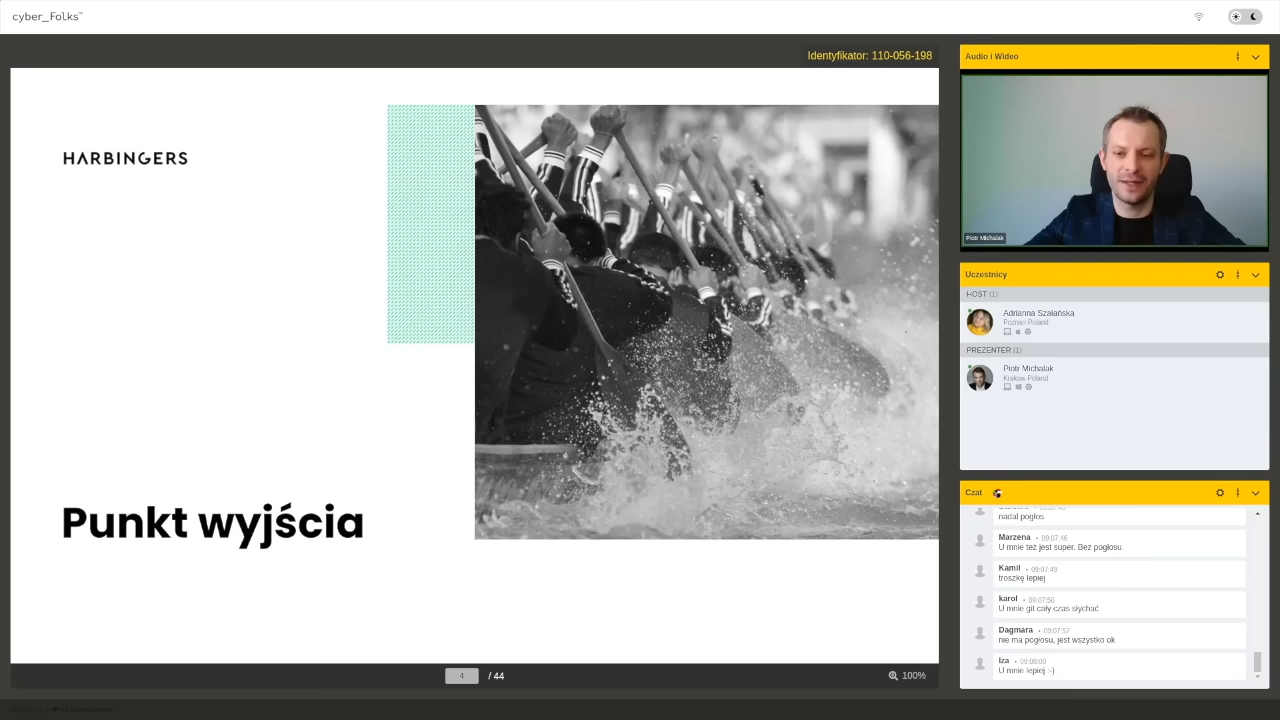 cyber_Folks™
Identyfikator: 110-056-198
HARBINGERS
Punkt wyjścia
4 / 44
100%
Audio i Wideo
Piotr Michalak
Uczestnicy
HOST (1)
Adrianna Szałańska
Poznan Poland
PREZENTER (1)
Piotr Michalak
Krakow Poland
Czat
nadal pogłos
Marzena • 09:07:46
U mnie też jest super. Bez pogłosu.
Kamil • 09:07:49
troszkę lepiej
karol • 09:07:50
U mnie git cały czas słychać
Dagmara • 09:07:52
nie ma pogłosu, jest wszystko ok
Iza • 09:08:00
U mnie lepiej :-)